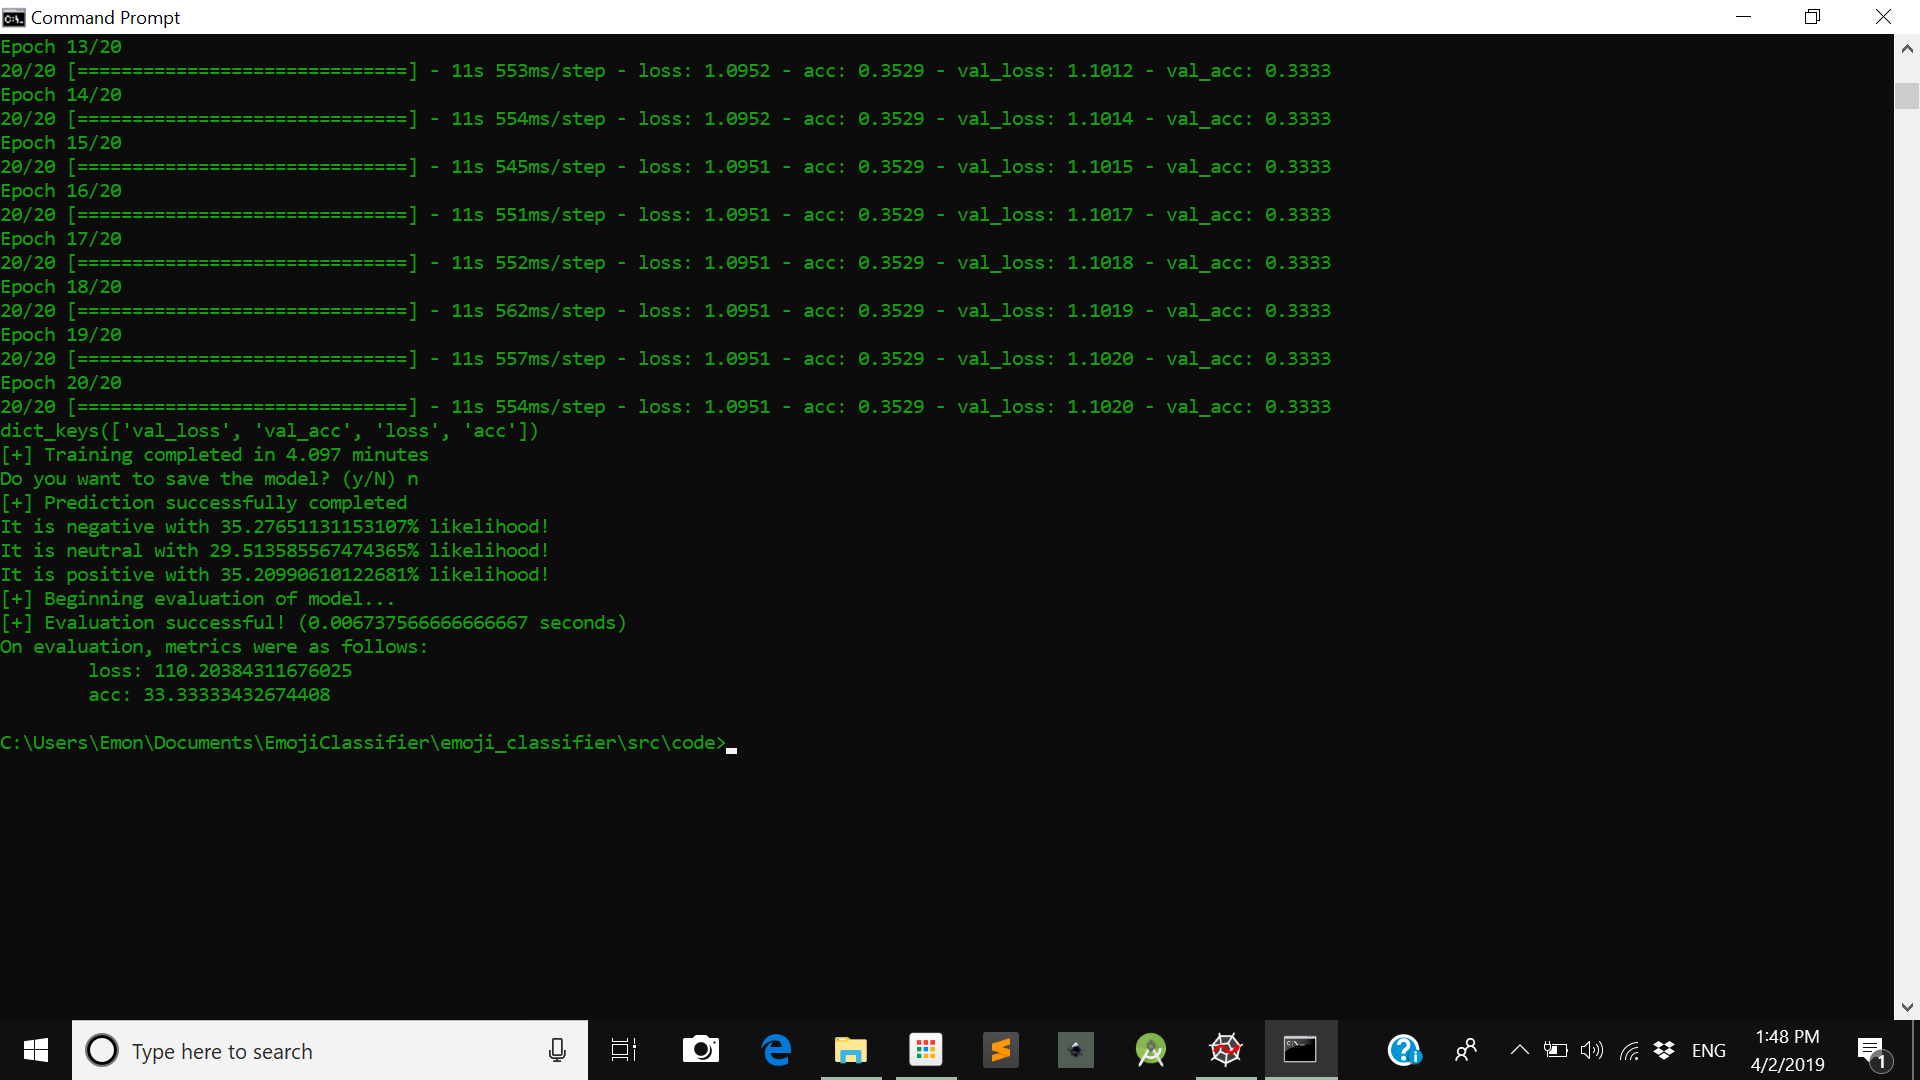 Command Prompt
Epoch 13/20
20/20 [==============================] - 11s 553ms/step - loss: 1.0952 - acc: 0.3529 - val_loss: 1.1012 - val_acc: 0.3333
Epoch 14/20
20/20 [==============================] - 11s 554ms/step - loss: 1.0952 - acc: 0.3529 - val_loss: 1.1014 - val_acc: 0.3333
Epoch 15/20
20/20 [==============================] - 11s 545ms/step - loss: 1.0951 - acc: 0.3529 - val_loss: 1.1015 - val_acc: 0.3333
Epoch 16/20
20/20 [==============================] - 11s 551ms/step - loss: 1.0951 - acc: 0.3529 - val_loss: 1.1017 - val_acc: 0.3333
Epoch 17/20
20/20 [==============================] - 11s 552ms/step - loss: 1.0951 - acc: 0.3529 - val_loss: 1.1018 - val_acc: 0.3333
Epoch 18/20
20/20 [==============================] - 11s 562ms/step - loss: 1.0951 - acc: 0.3529 - val_loss: 1.1019 - val_acc: 0.3333
Epoch 19/20
20/20 [==============================] - 11s 557ms/step - loss: 1.0951 - acc: 0.3529 - val_loss: 1.1020 - val_acc: 0.3333
Epoch 20/20
20/20 [==============================] - 11s 554ms/step - loss: 1.0951 - acc: 0.3529 - val_loss: 1.1020 - val_acc: 0.3333
dict_keys(['val_loss', 'val_acc', 'loss', 'acc'])
[+] Training completed in 4.097 minutes
Do you want to save the model? (y/N) n
[+] Prediction successfully completed
It is negative with 35.27651131153107% likelihood!
It is neutral with 29.513585567474365% likelihood!
It is positive with 35.20990610122681% likelihood!
[+] Beginning evaluation of model...
[+] Evaluation successful! (0.006737566666666667 seconds)
On evaluation, metrics were as follows:
loss: 110.20384311676025
acc: 33.33333432674408
C:\Users\Emon\Documents\EmojiClassifier\emoji_classifier\src\code>
Type here to search
ENG
1:48 PM
4/2/2019
1